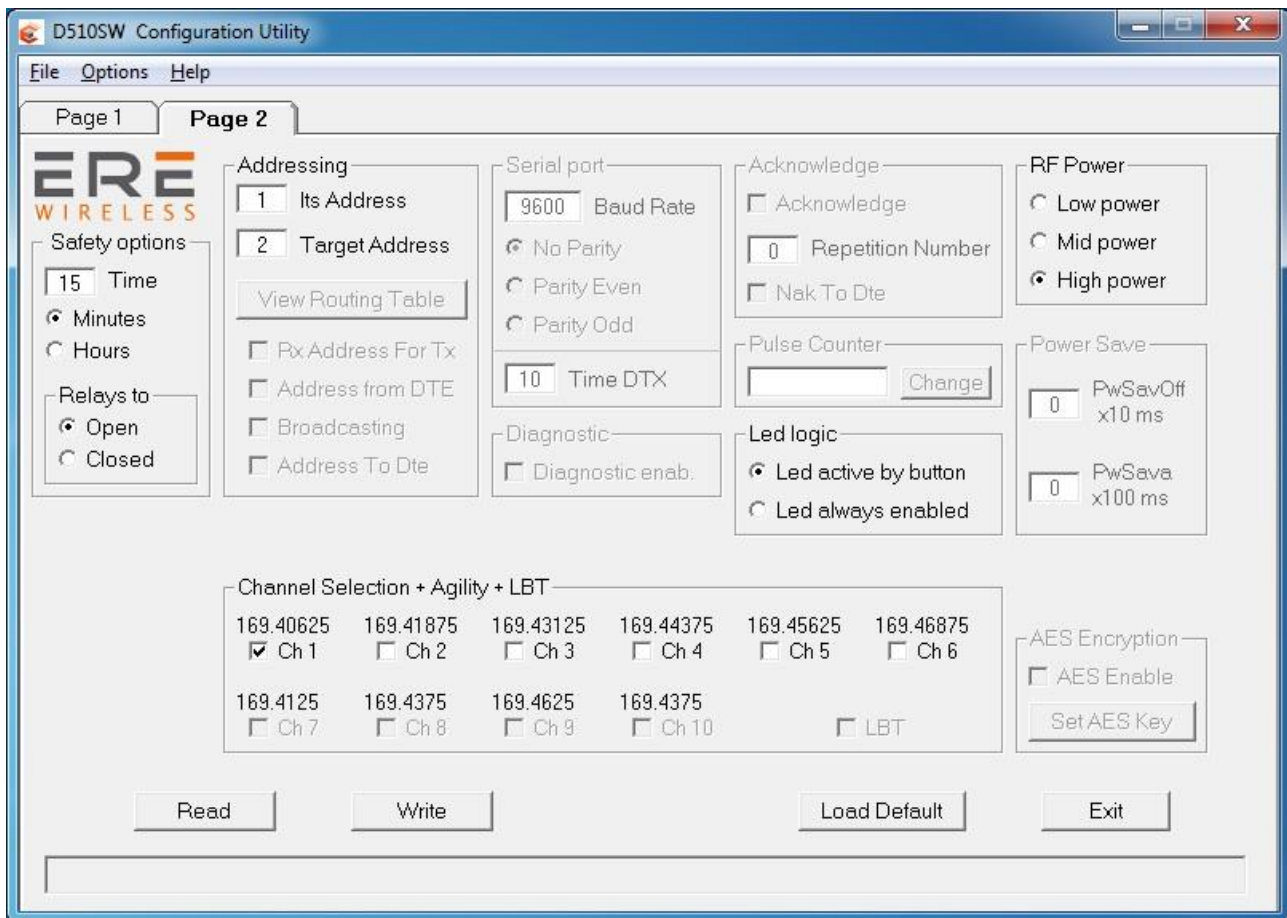 D510SW Configuration Utility
File Options Help
Page 1 Page 2
ERE
WIRELESS
Safety options
15 Time
Minutes
Hours
Relays to
Open
Closed
Addressing
1 Its Address
2 Target Address
View Routing Table
Rx Address For Tx
Address from DTE
Broadcasting
Address To Dte
Serial port
9600 Baud Rate
No Parity
Parity Even
Parity Odd
10 Time DTX
Diagnostic
Diagnostic enab.
Acknowledge
Acknowledge
0 Repetition Number
Nak To Dte
Pulse Counter
Change
Led logic
Led active by button
Led always enabled
RF Power
Low power
Mid power
High power
Power Save
0 PwSavOff
x10 ms
0 PwSava
x100 ms
Channel Selection + Agility + LBT
169.40625 169.41875 169.43125 169.44375 169.45625 169.46875
Ch 1 Ch 2 Ch 3 Ch 4 Ch 5 Ch 6
169.4125 169.4375 169.4625 169.4375
Ch 7 Ch 8 Ch 9 Ch 10 LBT
AES Encryption
AES Enable
Set AES Key
Read Write Load Default Exit